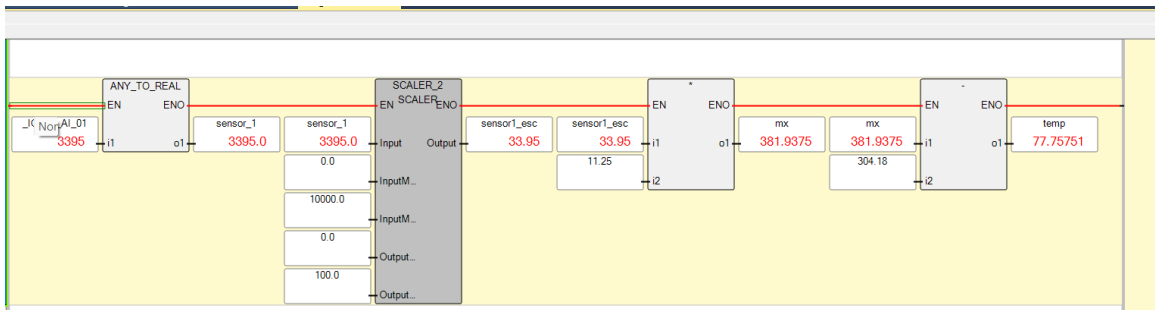 ANY_TO_REAL
EN ENO
_IO AI_01
Nor
3395
i1 o1
sensor_1
3395.0
SCALER_2
SCALER
EN ENO
sensor_1
3395.0
Input Output
0.0
InputM...
10000.0
InputM...
0.0
Output...
100.0
Output...
sensor1_esc
33.95
*
EN ENO
sensor1_esc
33.95
i1 o1
11.25
i2
mx
381.9375
-
EN ENO
mx
381.9375
i1 o1
304.18
i2
temp
77.75751